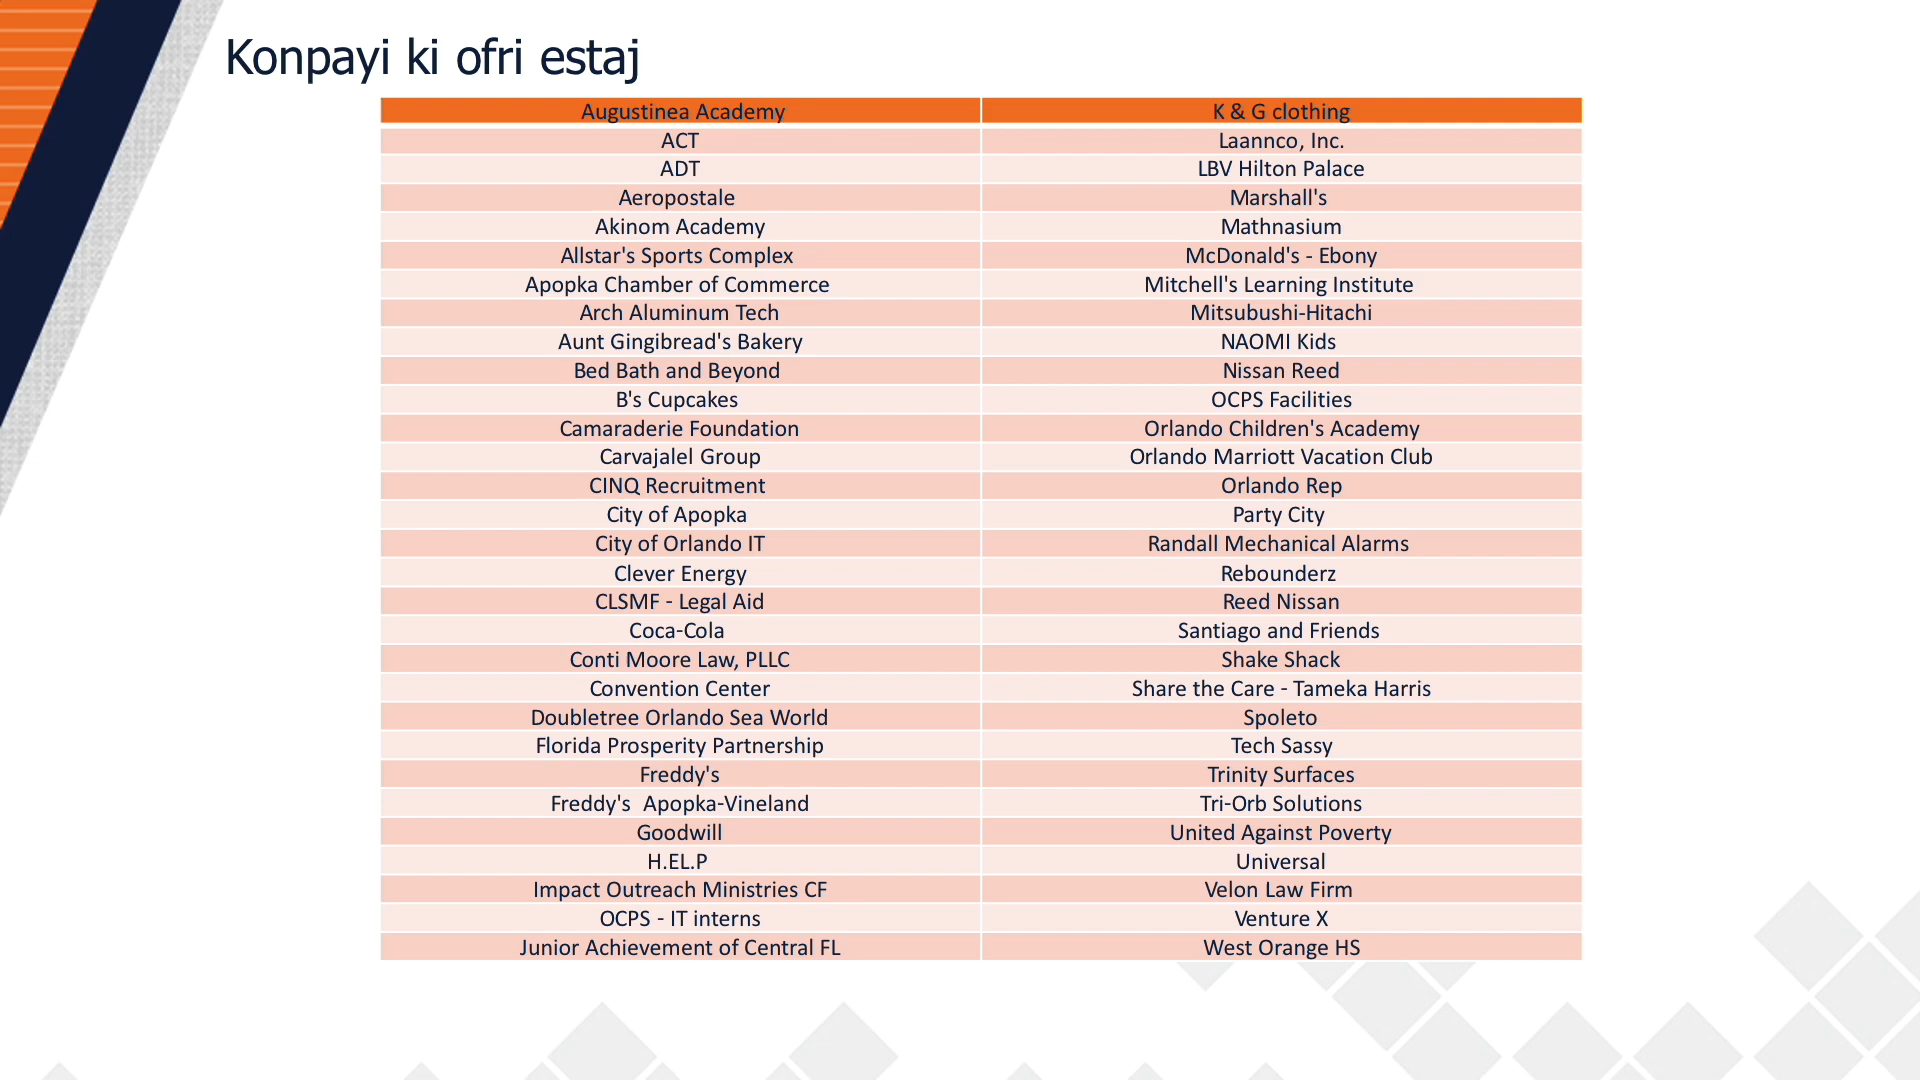 Konpayi ki ofri estaj
Augustinea Academy K & G clothing
ACT Laannco, Inc.
ADT LBV Hilton Palace
Aeropostale Marshall's
Akinom Academy Mathnasium
Allstar's Sports Complex McDonald's - Ebony
Apopka Chamber of Commerce Mitchell's Learning Institute
Arch Aluminum Tech Mitsubushi-Hitachi
Aunt Gingibread's Bakery NAOMI Kids
Bed Bath and Beyond Nissan Reed
B's Cupcakes OCPS Facilities
Camaraderie Foundation Orlando Children's Academy
Carvajalel Group Orlando Marriott Vacation Club
CINQ Recruitment Orlando Rep
City of Apopka Party City
City of Orlando IT Randall Mechanical Alarms
Clever Energy Rebounderz
CLSMF - Legal Aid Reed Nissan
Coca-Cola Santiago and Friends
Conti Moore Law, PLLC Shake Shack
Convention Center Share the Care - Tameka Harris
Doubletree Orlando Sea World Spoleto
Florida Prosperity Partnership Tech Sassy
Freddy's Trinity Surfaces
Freddy's  Apopka-Vineland Tri-Orb Solutions
Goodwill United Against Poverty
H.EL.P Universal
Impact Outreach Ministries CF Velon Law Firm
OCPS - IT interns Venture X
Junior Achievement of Central FL West Orange HS